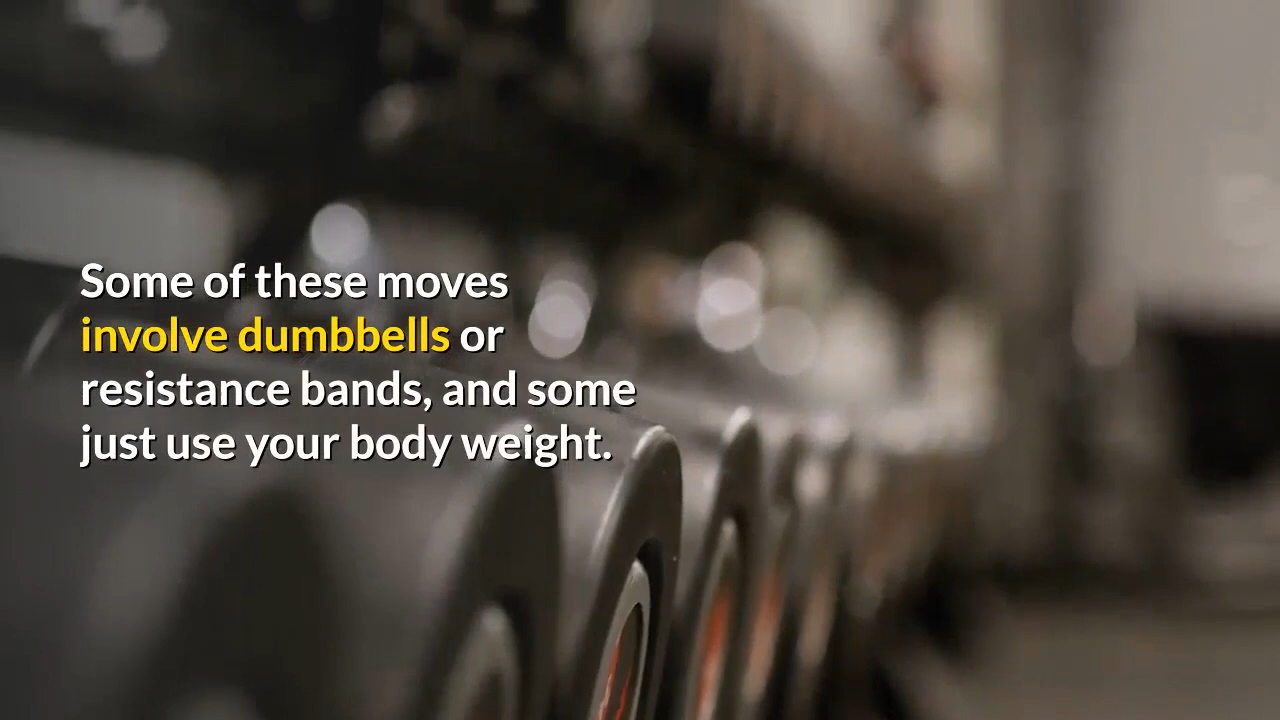 Some of these moves
involve dumbbells or
resistance bands, and some
just use your body weight.